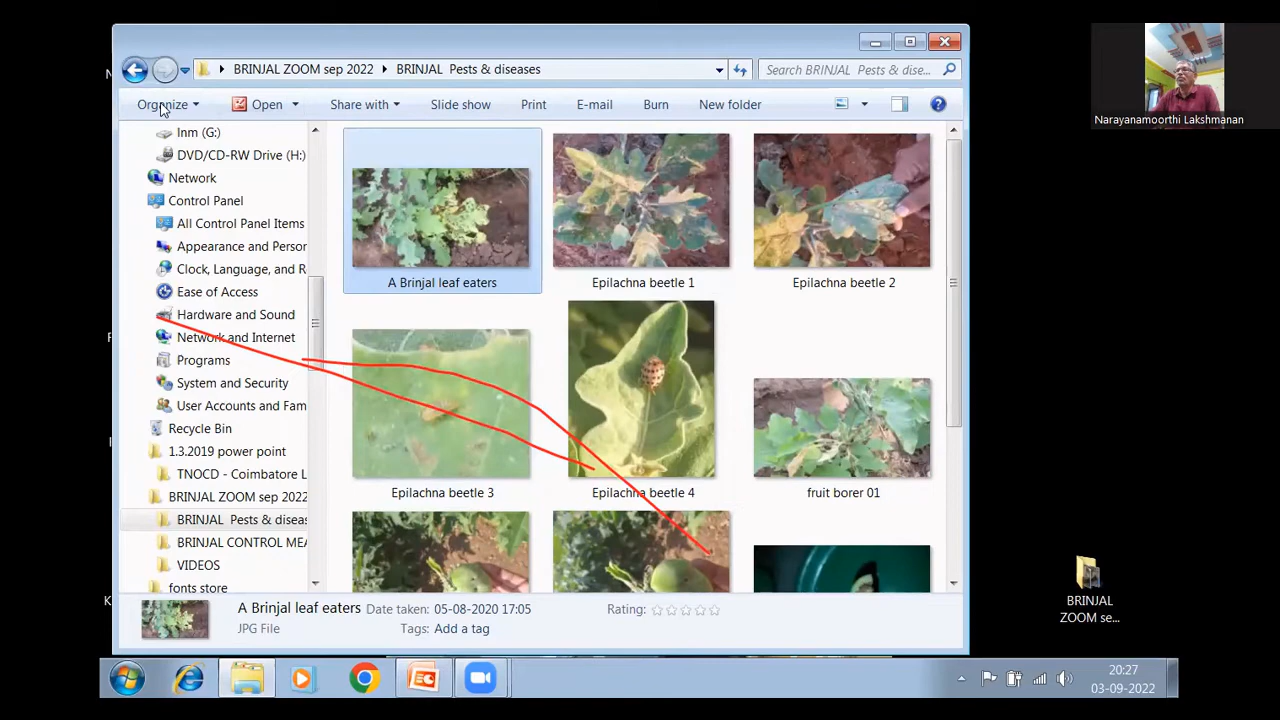 BRINJAL ZOOM sep 2022 BRINJAL Pests & diseases Search BRINJAL Pests & dise...
Organize Open Share with Slide show Print E-mail Burn New folder
Narayanamoorthi Lakshmanan
Inm (G:)
DVD/CD-RW Drive (H:)
Network
Control Panel
All Control Panel Items
Appearance and Person
Clock, Language, and R
Ease of Access
Hardware and Sound
Network and Internet
Programs
System and Security
User Accounts and Fam
Recycle Bin
1.3.2019 power point
TNOCD - Coimbatore L
BRINJAL ZOOM sep 2022
BRINJAL Pests & diseas
BRINJAL CONTROL MEA
VIDEOS
fonts store
A Brinjal leaf eaters Epilachna beetle 1 Epilachna beetle 2
Epilachna beetle 3 Epilachna beetle 4 fruit borer 01
A Brinjal leaf eaters Date taken: 05-08-2020 17:05 Rating:
JPG File Tags: Add a tag
BRINJAL
ZOOM se...
20:27
03-09-2022